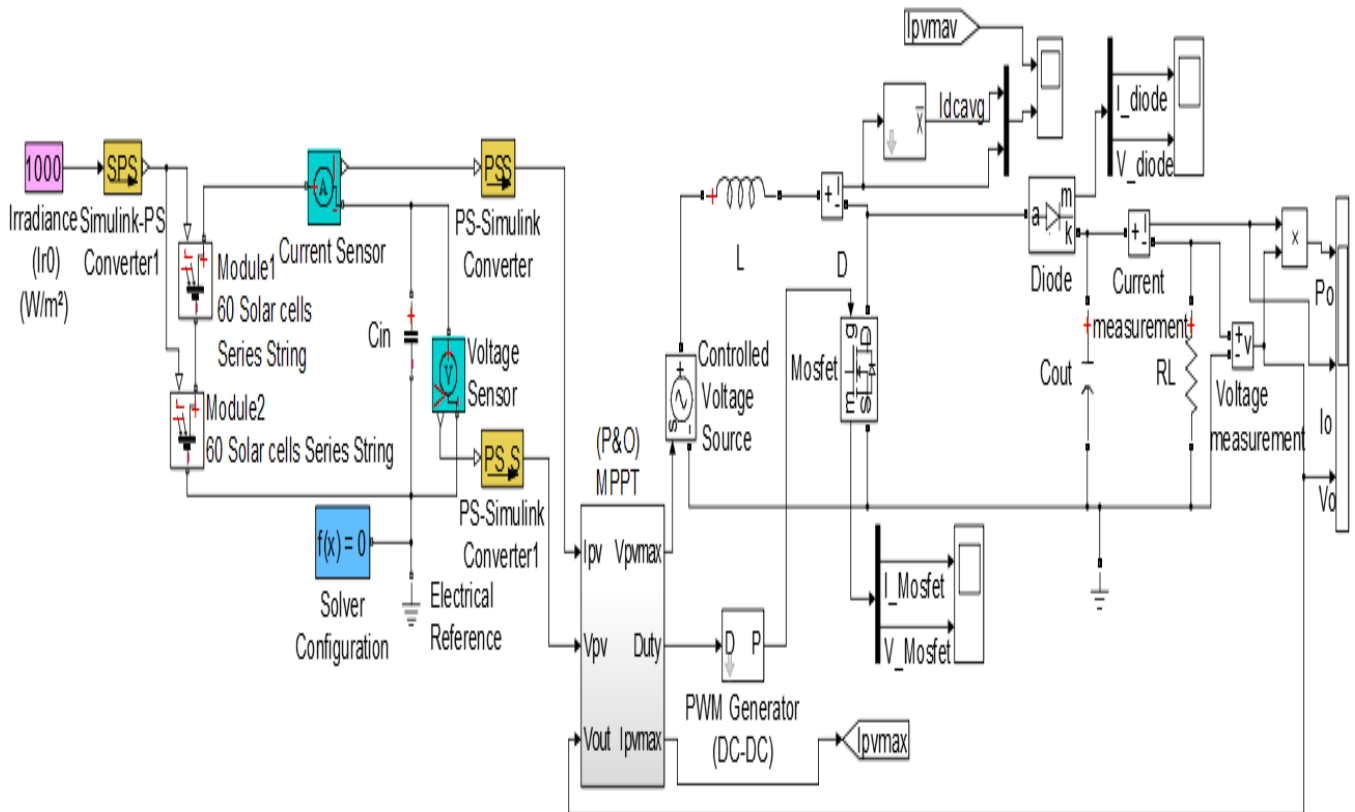 Ipvmav
Idcavg
x
I_diode
V_diode
1000
SPS
Irradiance
(Ir0)
(W/m²)
Simulink-PS
Converter1
A
Current Sensor
PSS
PS-Simulink
Converter
+
L
+ -
i
D
a
m
k
Diode
+ -
i
Current
measurement
×
Po
Io
Vo
Ir
+
Module1
60 Solar cells
Series String
Ir
+
Module2
60 Solar cells Series String
Cin
V
Voltage
Sensor
PS S
PS-Simulink
Converter1
s
+
-
Controlled
Voltage
Source
Mosfet
g
D
m
S
Cout
RL
+
-
v
Voltage
measurement
f(x) = 0
Solver
Configuration
Electrical
Reference
(P&O)
MPPT
Ipv
Vpvmax
Vpv
Duty
Vout
Ipvmax
D P
PWM Generator
(DC-DC)
I_Mosfet
V_Mosfet
Ipvmax